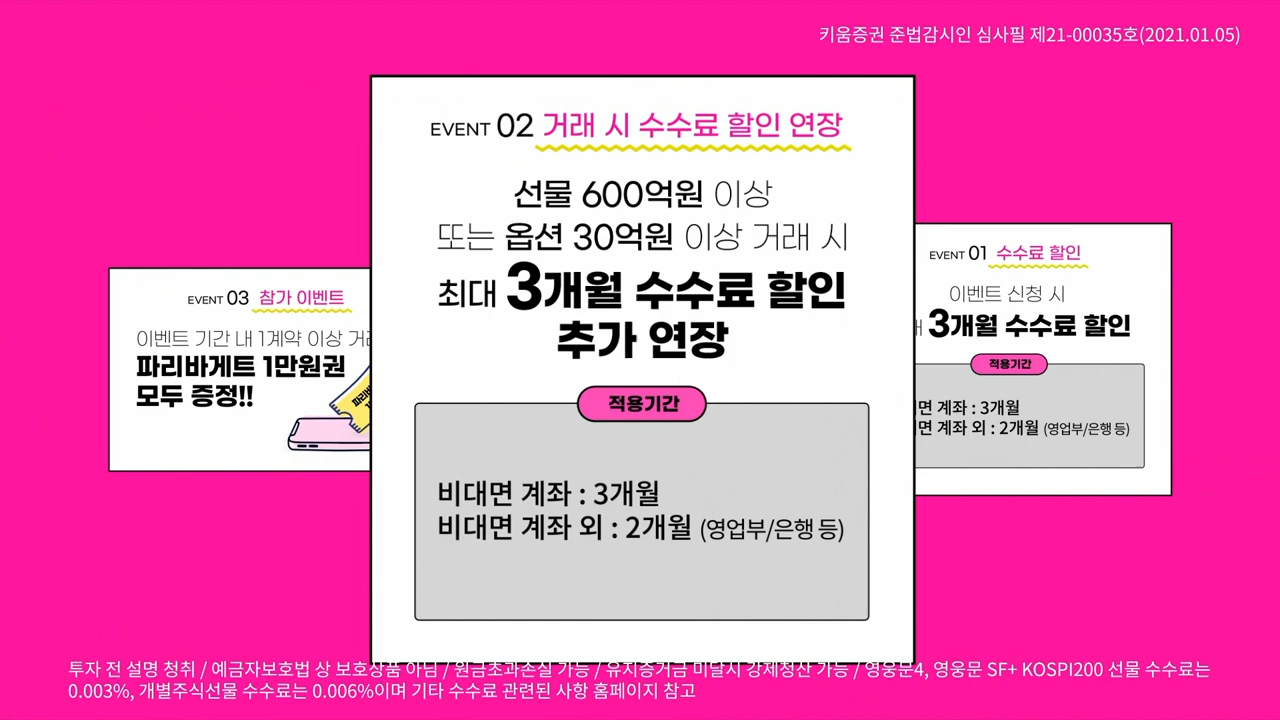 키움증권 준법감시인 심사필 제21-00035호(2021.01.05)
EVENT 02 거래 시 수수료 할인 연장
선물 600억원 이상
또는 옵션 30억원 이상 거래 시
최대 3개월 수수료 할인
추가 연장
적용기간
비대면 계좌 : 3개월
비대면 계좌 외 : 2개월 (영업부/은행 등)
EVENT 03 참가 이벤트
이벤트 기간 내 1계약 이상
파리바게트 1만원권
모두 증정!!
EVENT 01 수수료 할인
이벤트 신청 시
3개월 수수료 할인
적용기간
면 계좌 : 3개월
면 계좌 외 : 2개월 (영업부/은행 등)
투자 전 설명 청취 / 예금자보호법 상 보호상품 아님 / 원금초과손실 가능 / 유지증거금 미달시 강제청산 가능 / 영웅문4, 영웅문 SF+ KOSPI200 선물 수수료는
0.003%, 개별주식선물 수수료는 0.006%이며 기타 수수료 관련된 사항 홈페이지 참고